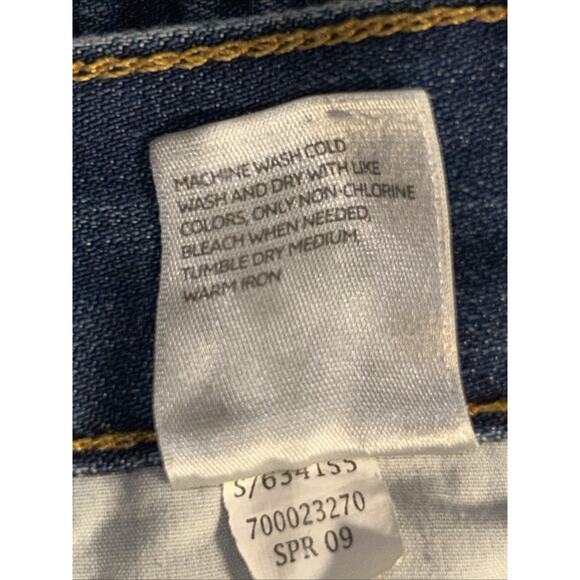 MACHINE WASH COLD
WASH AND DRY WITH LIKE
COLORS, ONLY NON-CHLORINE
BLEACH WHEN NEEDED,
TUMBLE DRY MEDIUM,
WARM IRON
S/6341SS
700023270
SPR 09